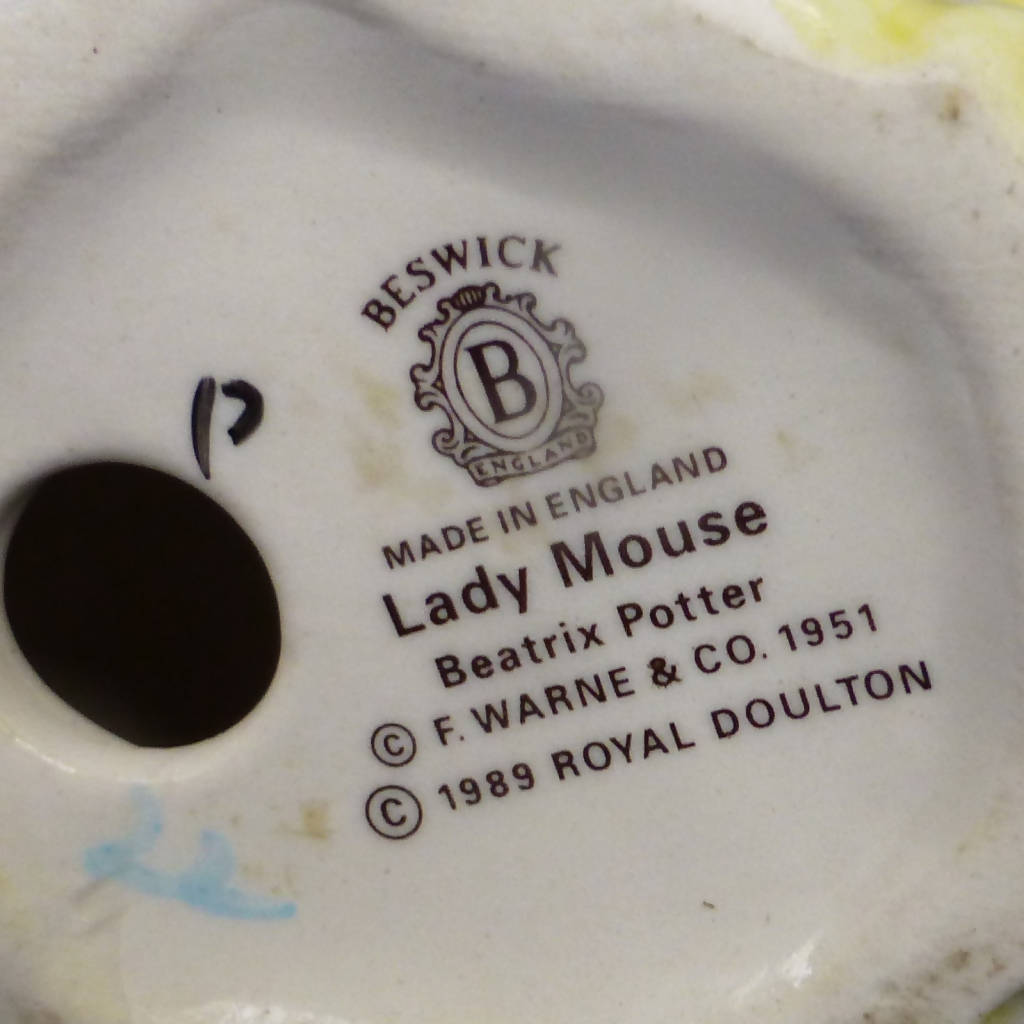 BESWICK
B
ENGLAND
MADE IN ENGLAND
Lady Mouse
Beatrix Potter
© F. WARNE & CO. 1951
© 1989 ROYAL DOULTON
P